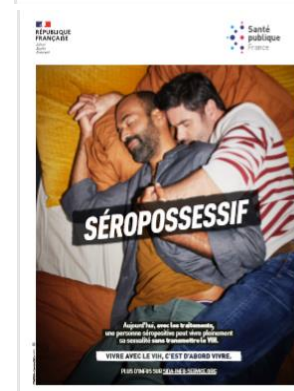 RÉPUBLIQUE
FRANÇAISE
Santé
publique
France
SÉROPOSSESSIF
Aujourd'hui, avec les traitements,
une personne séropositive peut vivre pleinement
sa sexualité sans transmettre le VIH.
VIVRE AVEC LE VIH, C'EST D'ABORD VIVRE.
PLUS D'INFOS SUR SIDA-INFO-SERVICE.ORG